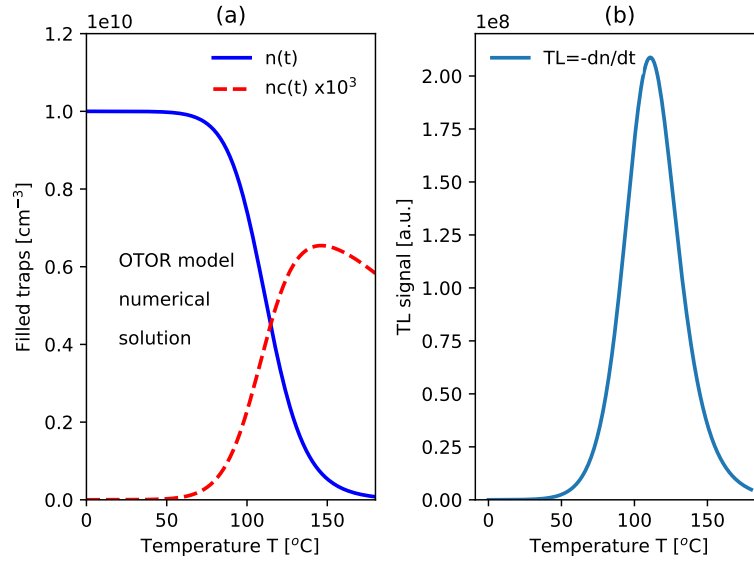 (a)
1e10
n(t)
nc(t) x10³
OTOR model
numerical
solution
Filled traps [cm⁻³]
1.2
1.0
0.8
0.6
0.4
0.2
0.0
0
50
100
150
Temperature T [°C]
(b)
1e8
TL=-dn/dt
TL signal [a.u.]
2.00
1.75
1.50
1.25
1.00
0.75
0.50
0.25
0.00
0
50
100
150
Temperature T [°C]